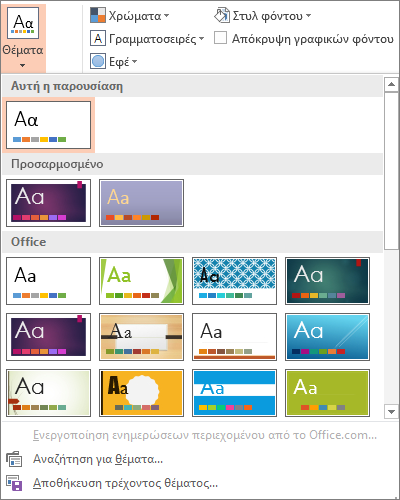 Αα
Θέματα
Χρώματα
Στυλ φόντου
Α Γραμματοσειρές
Απόκρυψη γραφικών φόντου
Εφέ
Αυτή η παρουσίαση
Αα
Προσαρμοσμένο
Aa Aa
Office
Aa Aa Aa Aa
Aa Aa Aa Aa
Aa Aa Aa Aa
Ενεργοποίηση ενημερώσεων περιεχομένου από το Office.com...
Αναζήτηση για θέματα...
Αποθήκευση τρέχοντος θέματος...